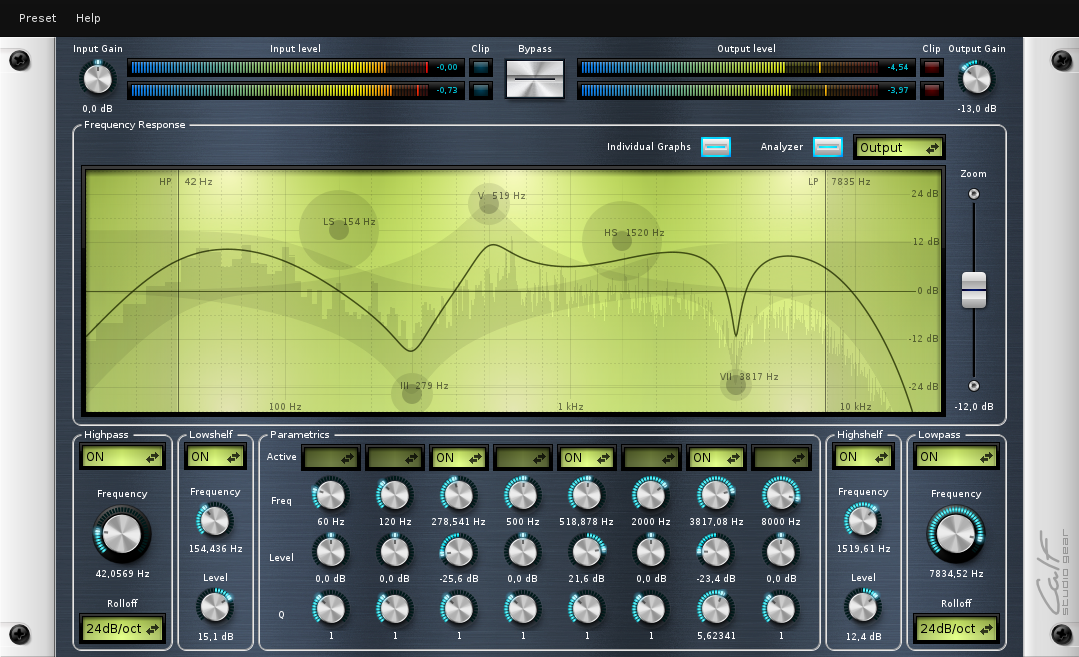 Preset Help
Input Gain Input level Clip Bypass Output level Clip Output Gain
-0,00 -4,54
-0,73 -3,97
0,0 dB -13,0 dB
Frequency Response
Individual Graphs Analyzer Output
Zoom
HP 42 Hz LP 7835 Hz
24 dB
V 519 Hz
LS 154 Hz
HS 1520 Hz
12 dB
0 dB
-12 dB
VII 3817 Hz
III 279 Hz
-24 dB
100 Hz 1 kHz 10 kHz
-12,0 dB
Highpass Lowshelf Parametrics Highshelf Lowpass
ON ON Active ON ON ON ON ON
Frequency Frequency Freq Frequency Frequency
60 Hz 120 Hz 278,541 Hz 500 Hz 518,878 Hz 2000 Hz 3817,08 Hz 8000 Hz
154,436 Hz 1519,61 Hz
Level
42,0569 Hz 7834,52 Hz
Level 0,0 dB 0,0 dB -25,6 dB 0,0 dB 21,6 dB 0,0 dB -23,4 dB 0,0 dB Level
Rolloff Q Rolloff
24dB/oct 15,1 dB 1 1 1 1 1 1 5,62341 1 12,4 dB 24dB/oct
Calf
studio gear